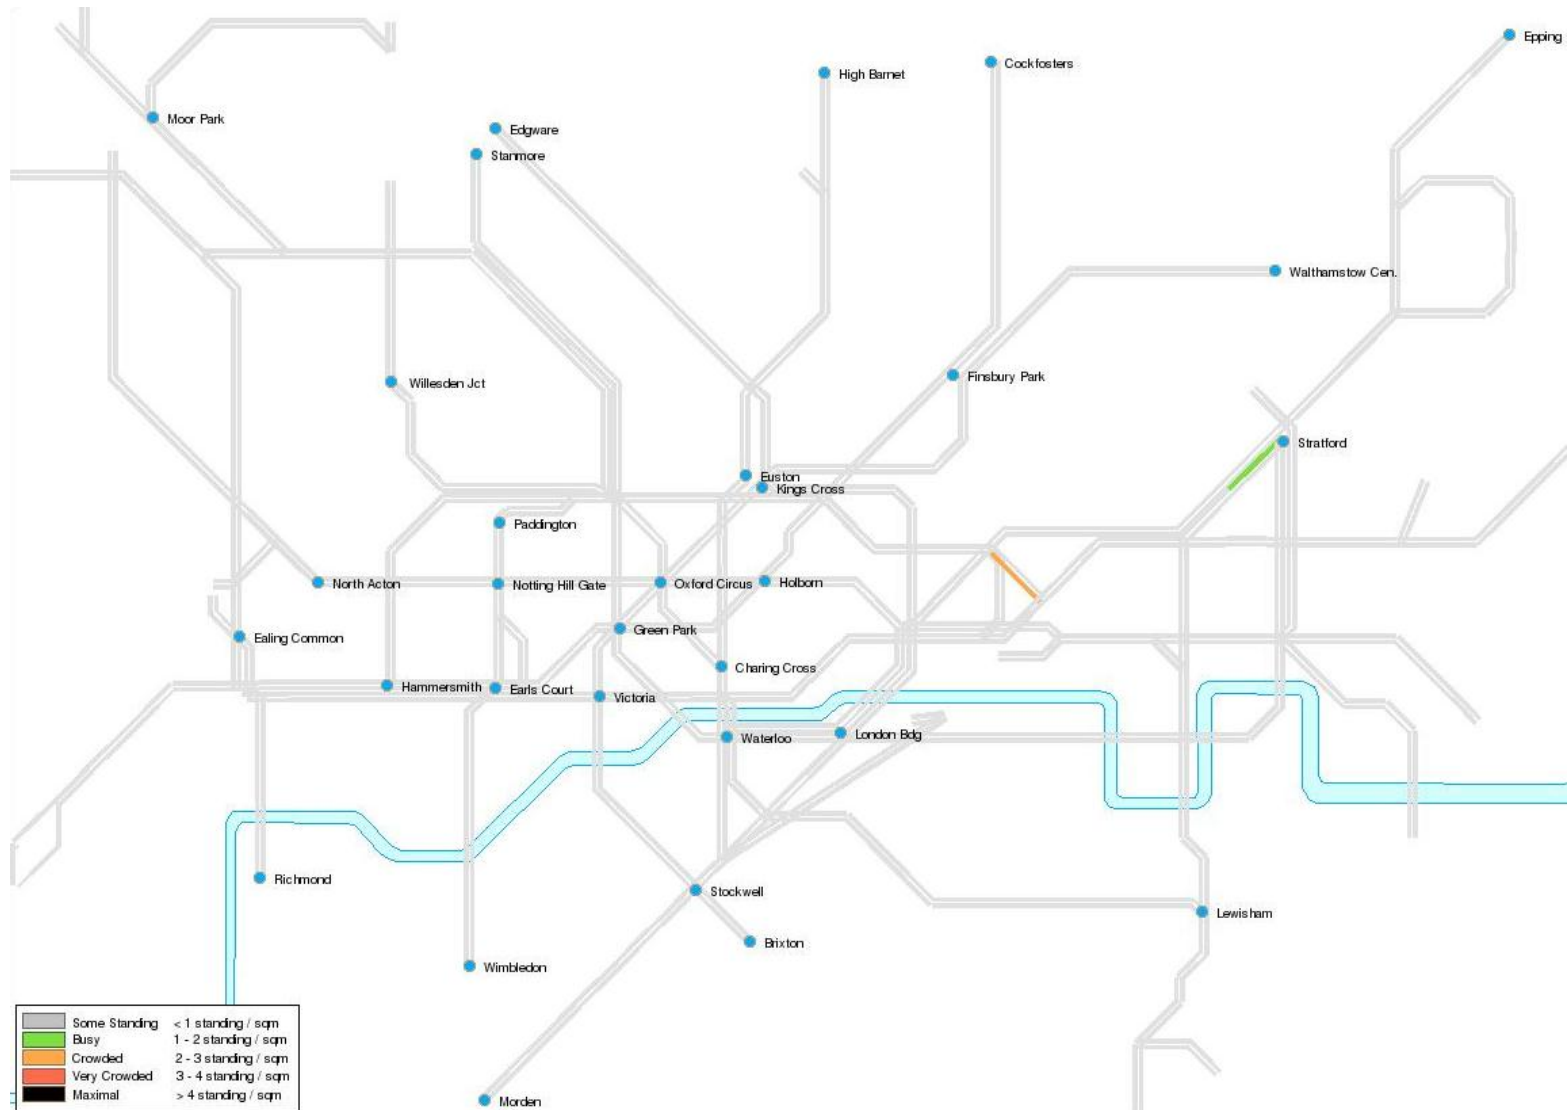 Epping
High Barnet
Cockfosters
Moor Park
Edgware
Stanmore
Walthamstow Cen.
Willesden Jct
Finsbury Park
Stratford
Euston
Kings Cross
Paddington
North Acton
Notting Hill Gate
Oxford Circus
Holborn
Ealing Common
Green Park
Charing Cross
Hammersmith
Earls Court
Victoria
Waterloo
London Bdg
Richmond
Stockwell
Lewisham
Brixton
Wimbledon
Some Standing < 1 standing / sqm
Busy 1 - 2 standing / sqm
Crowded 2 - 3 standing / sqm
Very Crowded 3 - 4 standing / sqm
Maximal > 4 standing / sqm
Morden